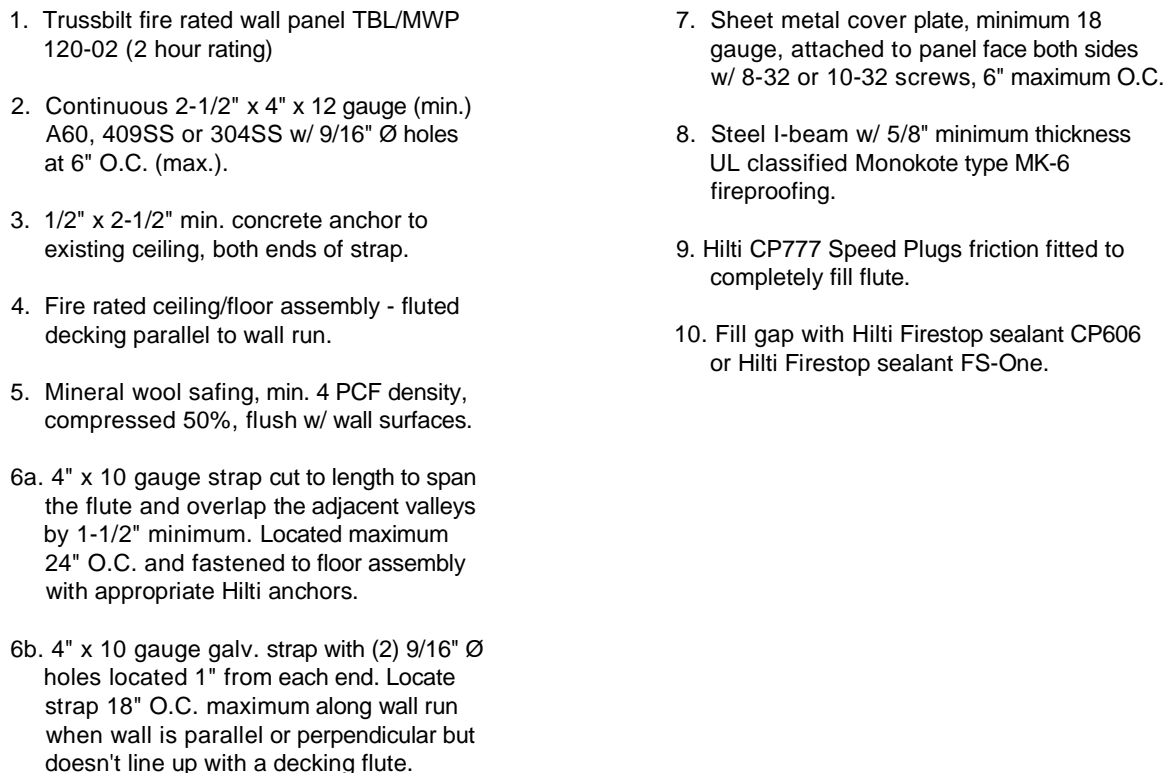 1. Trussbilt fire rated wall panel TBL/MWP
120-02 (2 hour rating)
2. Continuous 2-1/2" x 4" x 12 gauge (min.)
A60, 409SS or 304SS w/ 9/16" Ø holes
at 6" O.C. (max.).
3. 1/2" x 2-1/2" min. concrete anchor to
existing ceiling, both ends of strap.
4. Fire rated ceiling/floor assembly - fluted
decking parallel to wall run.
5. Mineral wool safing, min. 4 PCF density,
compressed 50%, flush w/ wall surfaces.
6a. 4" x 10 gauge strap cut to length to span
the flute and overlap the adjacent valleys
by 1-1/2" minimum. Located maximum
24" O.C. and fastened to floor assembly
with appropriate Hilti anchors.
6b. 4" x 10 gauge galv. strap with (2) 9/16" Ø
holes located 1" from each end. Locate
strap 18" O.C. maximum along wall run
when wall is parallel or perpendicular but
doesn't line up with a decking flute.
7. Sheet metal cover plate, minimum 18
gauge, attached to panel face both sides
w/ 8-32 or 10-32 screws, 6" maximum O.C.
8. Steel I-beam w/ 5/8" minimum thickness
UL classified Monokote type MK-6
fireproofing.
9. Hilti CP777 Speed Plugs friction fitted to
completely fill flute.
10. Fill gap with Hilti Firestop sealant CP606
or Hilti Firestop sealant FS-One.